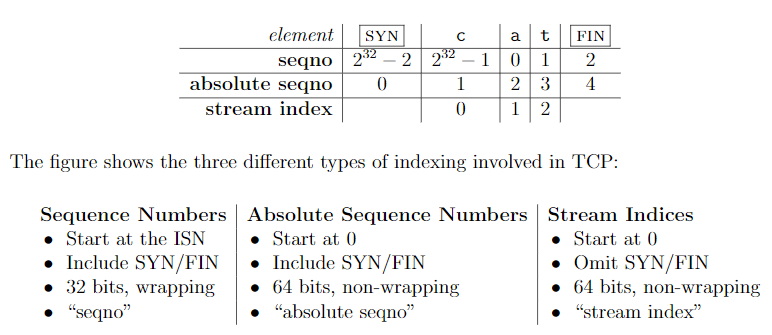 element SYN c a t FIN
seqno 2^32 − 2 2^32 − 1 0 1 2
absolute seqno 0 1 2 3 4
stream index 0 1 2
The figure shows the three different types of indexing involved in TCP:
Sequence Numbers Absolute Sequence Numbers Stream Indices
• Start at the ISN • Start at 0 • Start at 0
• Include SYN/FIN • Include SYN/FIN • Omit SYN/FIN
• 32 bits, wrapping • 64 bits, non-wrapping • 64 bits, non-wrapping
• “seqno” • “absolute seqno” • “stream index”